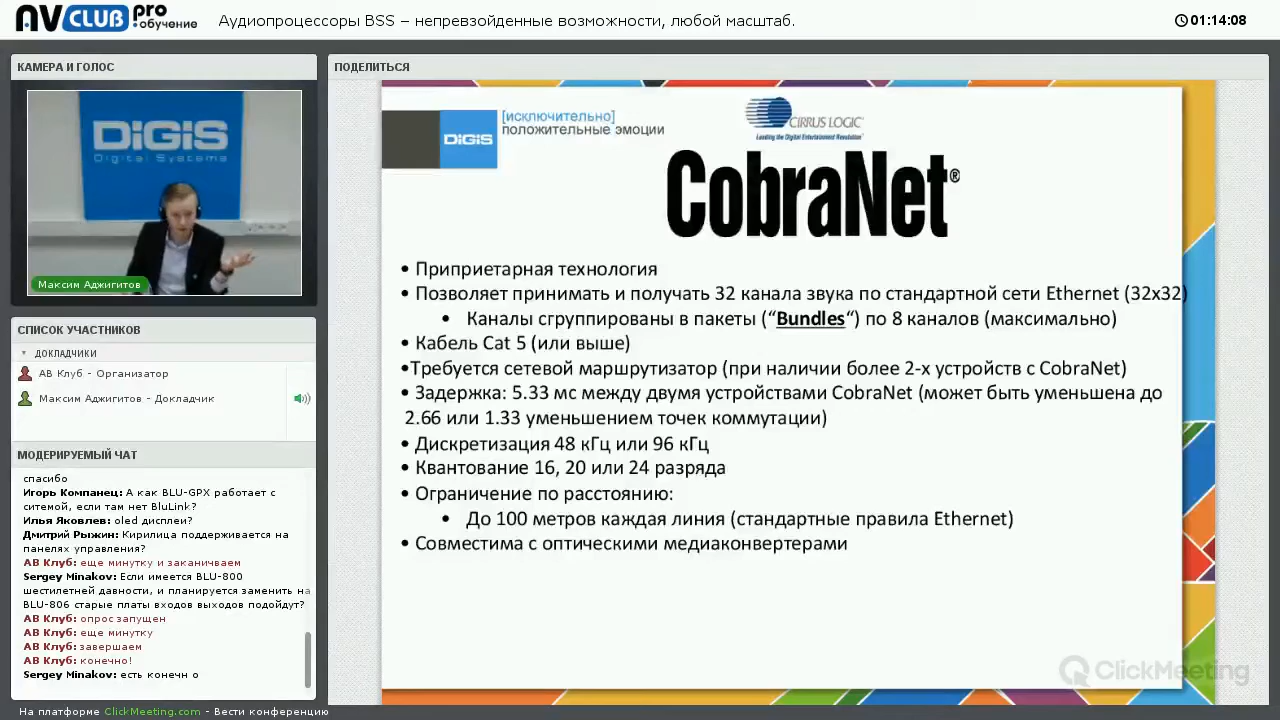 AV CLUB pro .обучение
Аудиопроцессоры BSS – непревзойденные возможности, любой масштаб.
01:14:08
КАМЕРА И ГОЛОС
DIGIS
Digital Systems
Максим Аджигитов
СПИСОК УЧАСТНИКОВ
ДОКЛАДЧИКИ
АВ Клуб - Организатор
Максим Аджигитов - Докладчик
МОДЕРИРУЕМЫЙ ЧАТ
спасибо
Игорь Компанец: А как BLU-GPX работает с
ситемой, если там нет BluLink?
Илья Яковлев: oled дисплеи?
Дмитрий Рыжин: Кирилица поддерживается на
панелях управления?
АВ Клуб: еще минутку и заканичваем
Sergey Minakov: Если имеется BLU-800
шестилетней давности, и планируется заменить на
BLU-806 старые платы входов выходов подойдут?
АВ Клуб: опрос запущен
АВ Клуб: еще минутку
АВ Клуб: завершаем
АВ Клуб: конечно!
Sergey Minakov: есть конечн о
ПОДЕЛИТЬСЯ
DIGIS
[исключительно]
положительные эмоции
CIRRUS LOGIC
Leading the Digital Entertainment Revolution
CobraNet®
• Приприетарная технология
• Позволяет принимать и получать 32 канала звука по стандартной сети Ethernet (32x32)
• Каналы сгруппированы в пакеты (“Bundles“) по 8 каналов (максимально)
• Кабель Cat 5 (или выше)
•Требуется сетевой маршрутизатор (при наличии более 2-х устройств с CobraNet)
• Задержка: 5.33 мс между двумя устройствами CobraNet (может быть уменьшена до
2.66 или 1.33 уменьшением точек коммутации)
• Дискретизация 48 кГц или 96 кГц
• Квантование 16, 20 или 24 разряда
• Ограничение по расстоянию:
• До 100 метров каждая линия (стандартные правила Ethernet)
• Совместима с оптическими медиаконвертерами
ClickMeeting
На платформе ClickMeeting.com - Вести конференцию